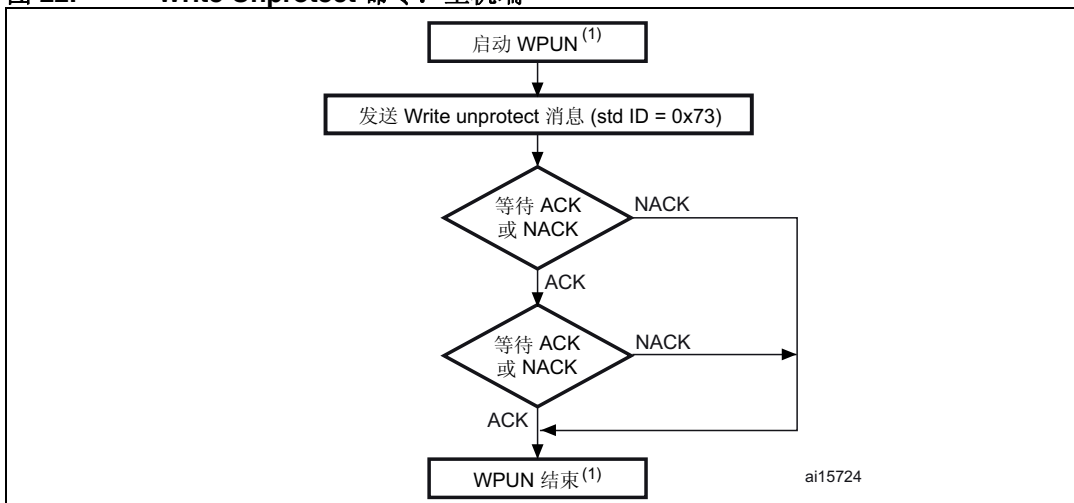 图 22. Write Unprotect 命令：主机端
启动 WPUN (1)
发送 Write unprotect 消息 (std ID = 0x73)
等待 ACK
或 NACK
NACK
ACK
等待 ACK
或 NACK
NACK
ACK
WPUN 结束 (1)
ai15724